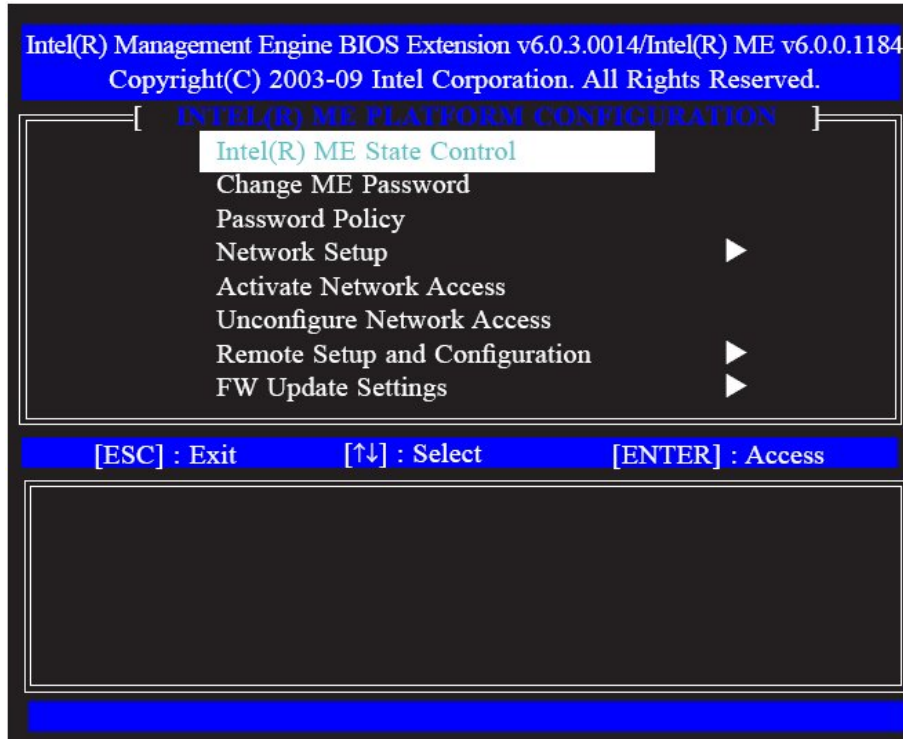 Intel(R) Management Engine BIOS Extension v6.0.3.0014/Intel(R) ME v6.0.0.1184
Copyright(C) 2003-09 Intel Corporation. All Rights Reserved.
[ INTEL(R) ME PLATFORM CONFIGURATION ]
Intel(R) ME State Control
Change ME Password
Password Policy
Network Setup ▶
Activate Network Access
Unconfigure Network Access
Remote Setup and Configuration ▶
FW Update Settings ▶
[ESC] : Exit [↑↓] : Select [ENTER] : Access